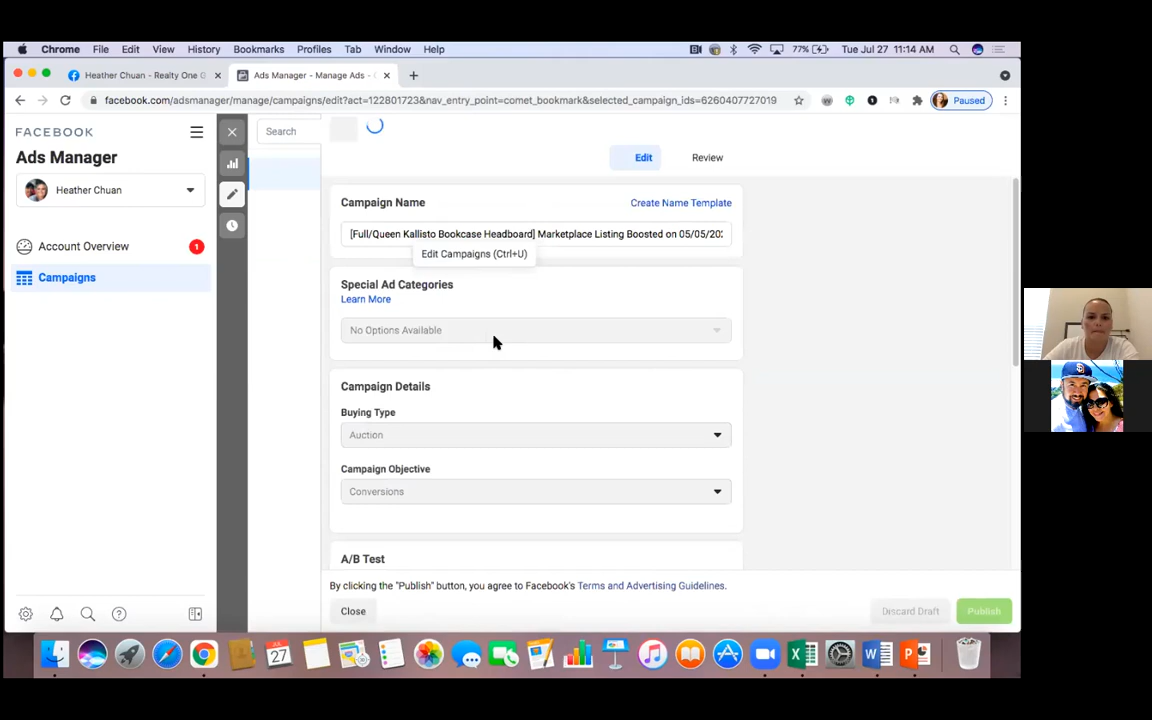 Chrome File Edit View History Bookmarks Profiles Tab Window Help 77% Tue Jul 27 11:14 AM
Heather Chuan - Realty One G × Ads Manager - Manage Ads - × +
facebook.com/adsmanager/manage/campaigns/edit?act=122801723&nav_entry_point=comet_bookmark&selected_campaign_ids=6260407727019 Paused
FACEBOOK
Ads Manager
Heather Chuan
Account Overview 1
Campaigns
Search
Edit Review
Campaign Name Create Name Template
[Full/Queen Kallisto Bookcase Headboard] Marketplace Listing Boosted on 05/05/202
Edit Campaigns (Ctrl+U)
Special Ad Categories
Learn More
No Options Available
Campaign Details
Buying Type
Auction
Campaign Objective
Conversions
A/B Test
By clicking the "Publish" button, you agree to Facebook's Terms and Advertising Guidelines.
Close Discard Draft Publish
27